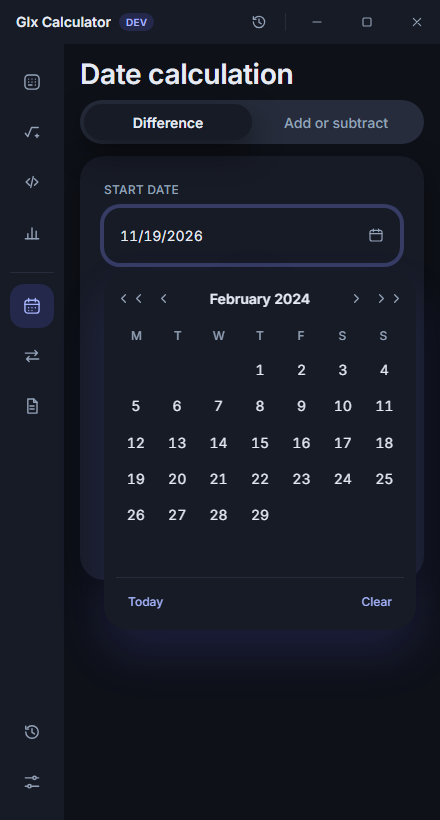 Glx Calculator DEV
Date calculation
Difference Add or subtract
START DATE
11/19/2026
February 2024
M T W T F S S
1 2 3 4
5 6 7 8 9 10 11
12 13 14 15 16 17 18
19 20 21 22 23 24 25
26 27 28 29
Today Clear